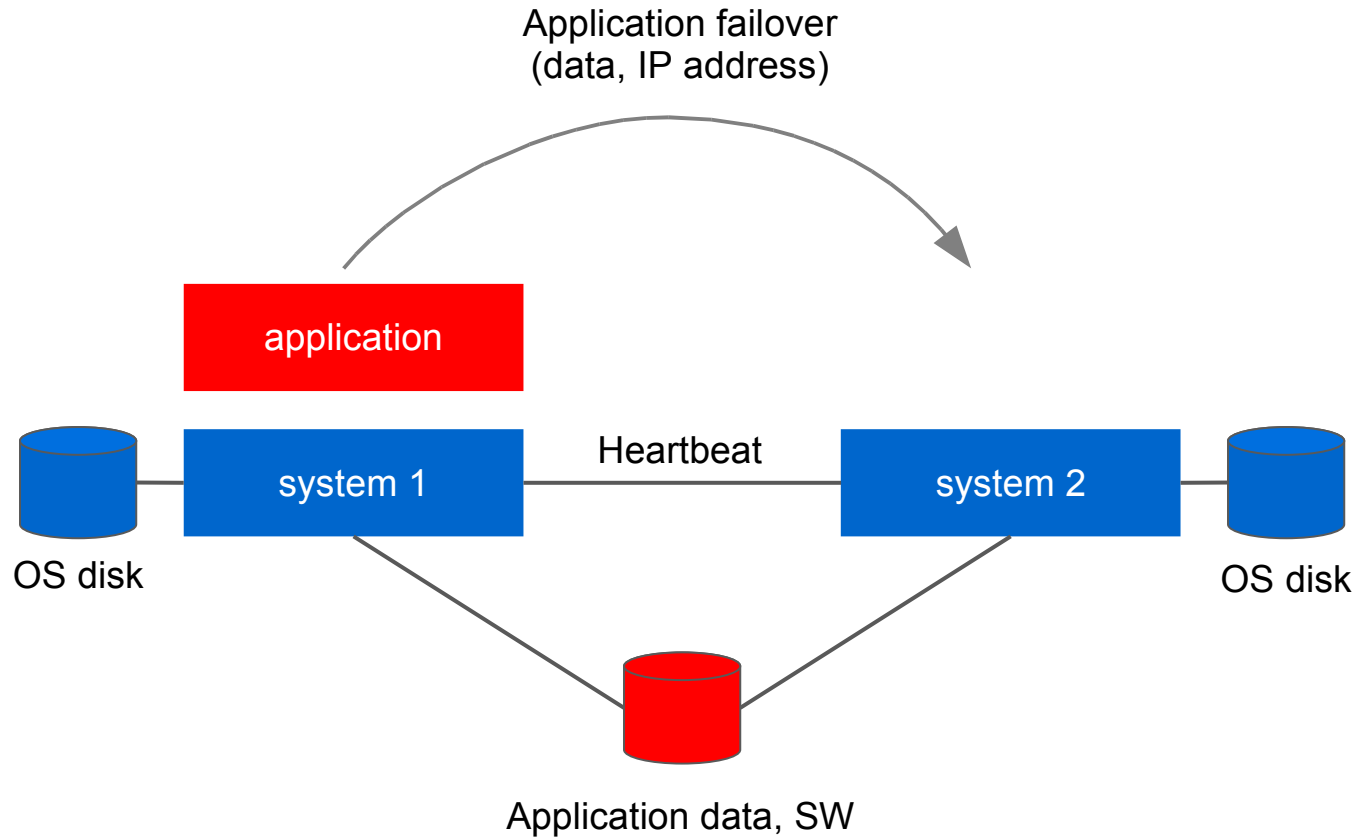 Application failover
(data, IP address)
application
system 1
Heartbeat
system 2
OS disk
OS disk
Application data, SW